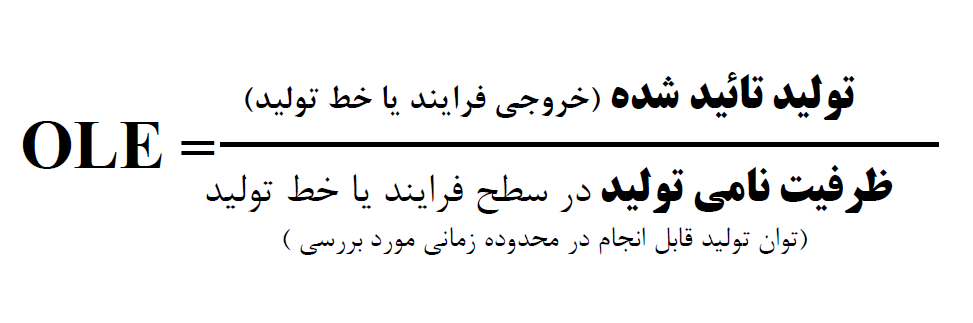 تولید تائید شده (خروجی فرایند یا خط تولید)
OLE =
ظرفیت نامی تولید در سطح فرایند یا خط تولید
(توان تولید قابل انجام در محدوده زمانی مورد بررسی )